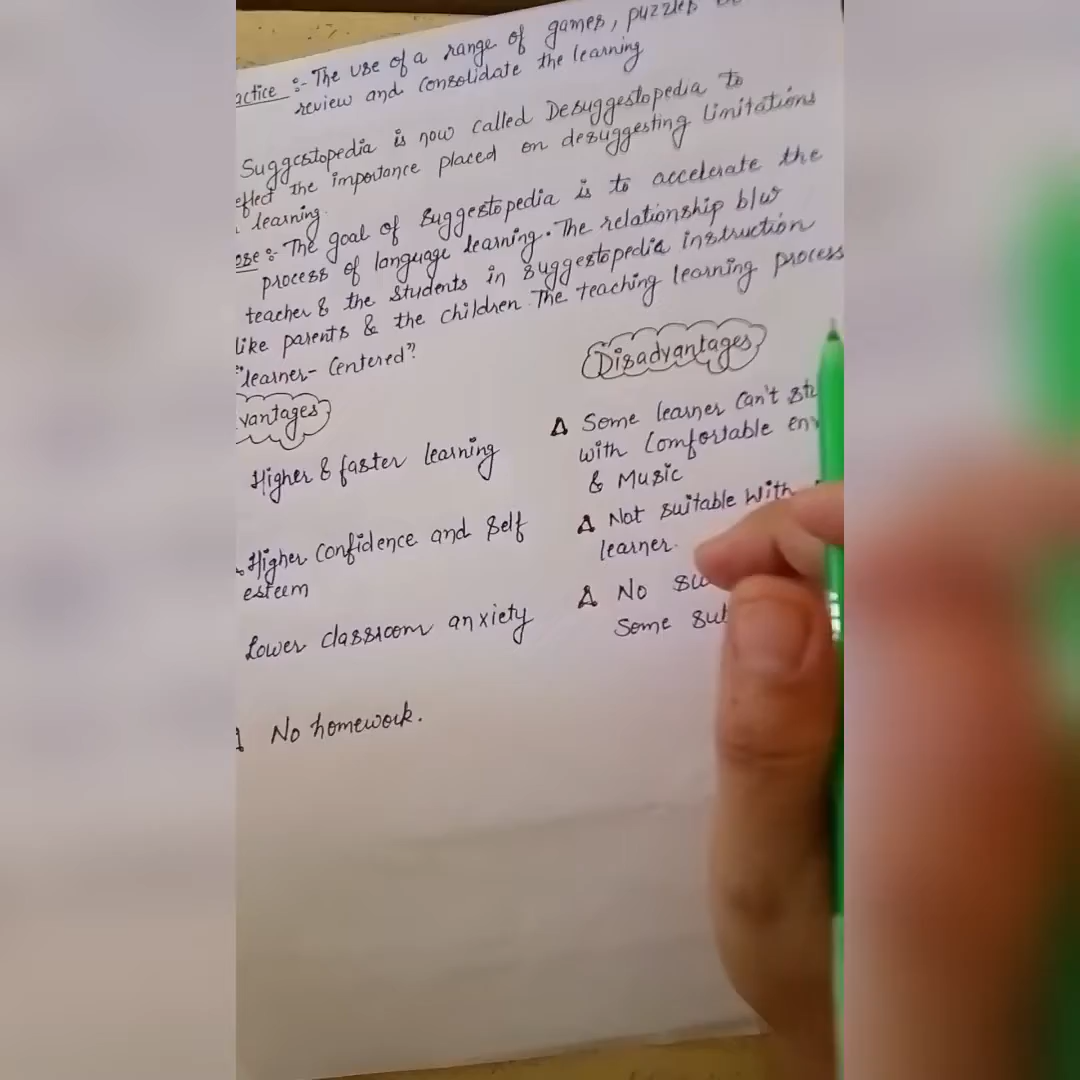 actice :- The use of a range of games, puzzles
review and consolidate the learning
Suggestopedia is now called Desuggestopedia to
eflect the importance placed on desuggesting limitations
learning.
ose :- The goal of suggestopedia is to accelerate the
process of language learning. The relationship b/w
teacher & the students in suggestopedia instruction
like parents & the children. The teaching learning process
"learner-centered"
vantages
Disadvantages
Higher & faster learning
Higher confidence and self
esteem
Lower classroom anxiety
No homework.
Δ Some learner can't
with comfortable
& Music
Δ Not suitable with
learner.
Δ No
Some